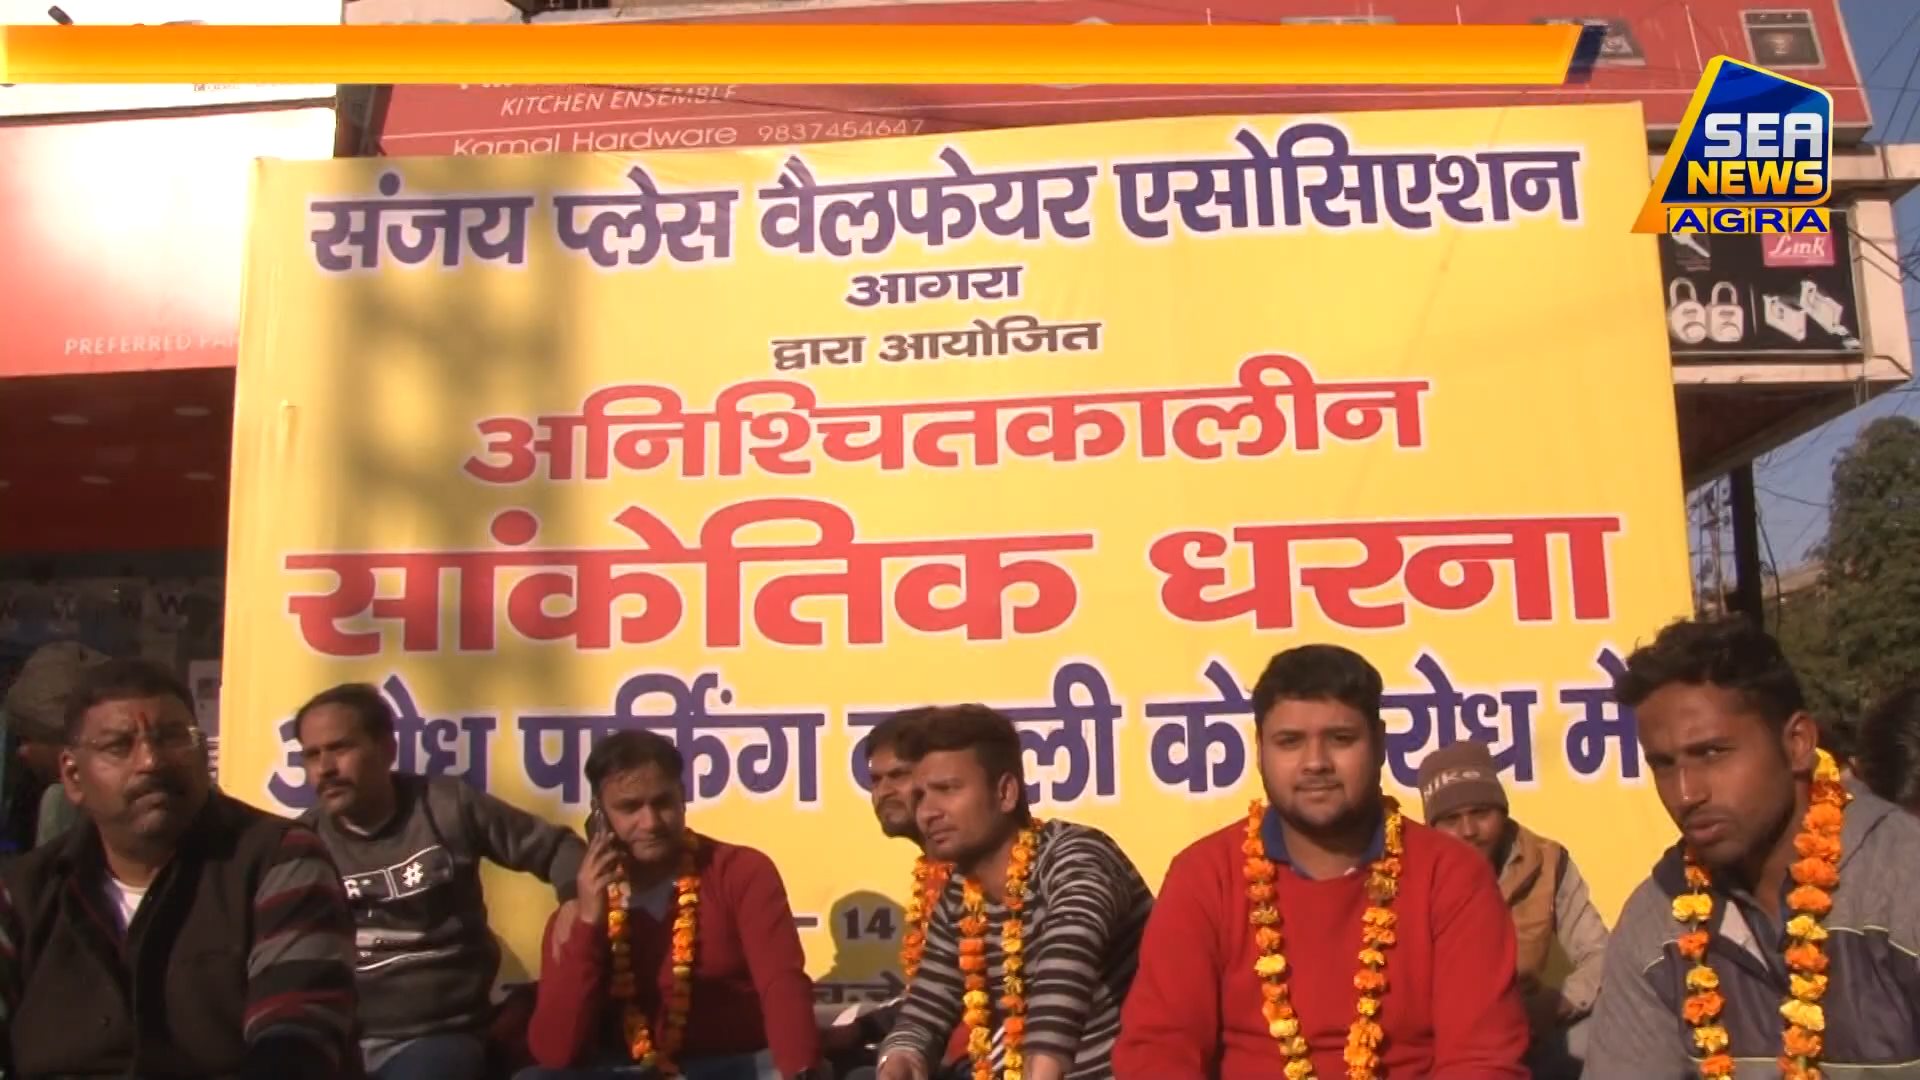 KITCHEN ENSEMBLE
Kamal Hardware 9837454647
SEA
NEWS
AGRA
Link
PREFERRED
संजय प्लेस वैलफेयर एसोसिएशन
आगरा
द्वारा आयोजित
अनिश्चितकालीन
सांकेतिक धरना
पार्किंग के में
14
Nike
#